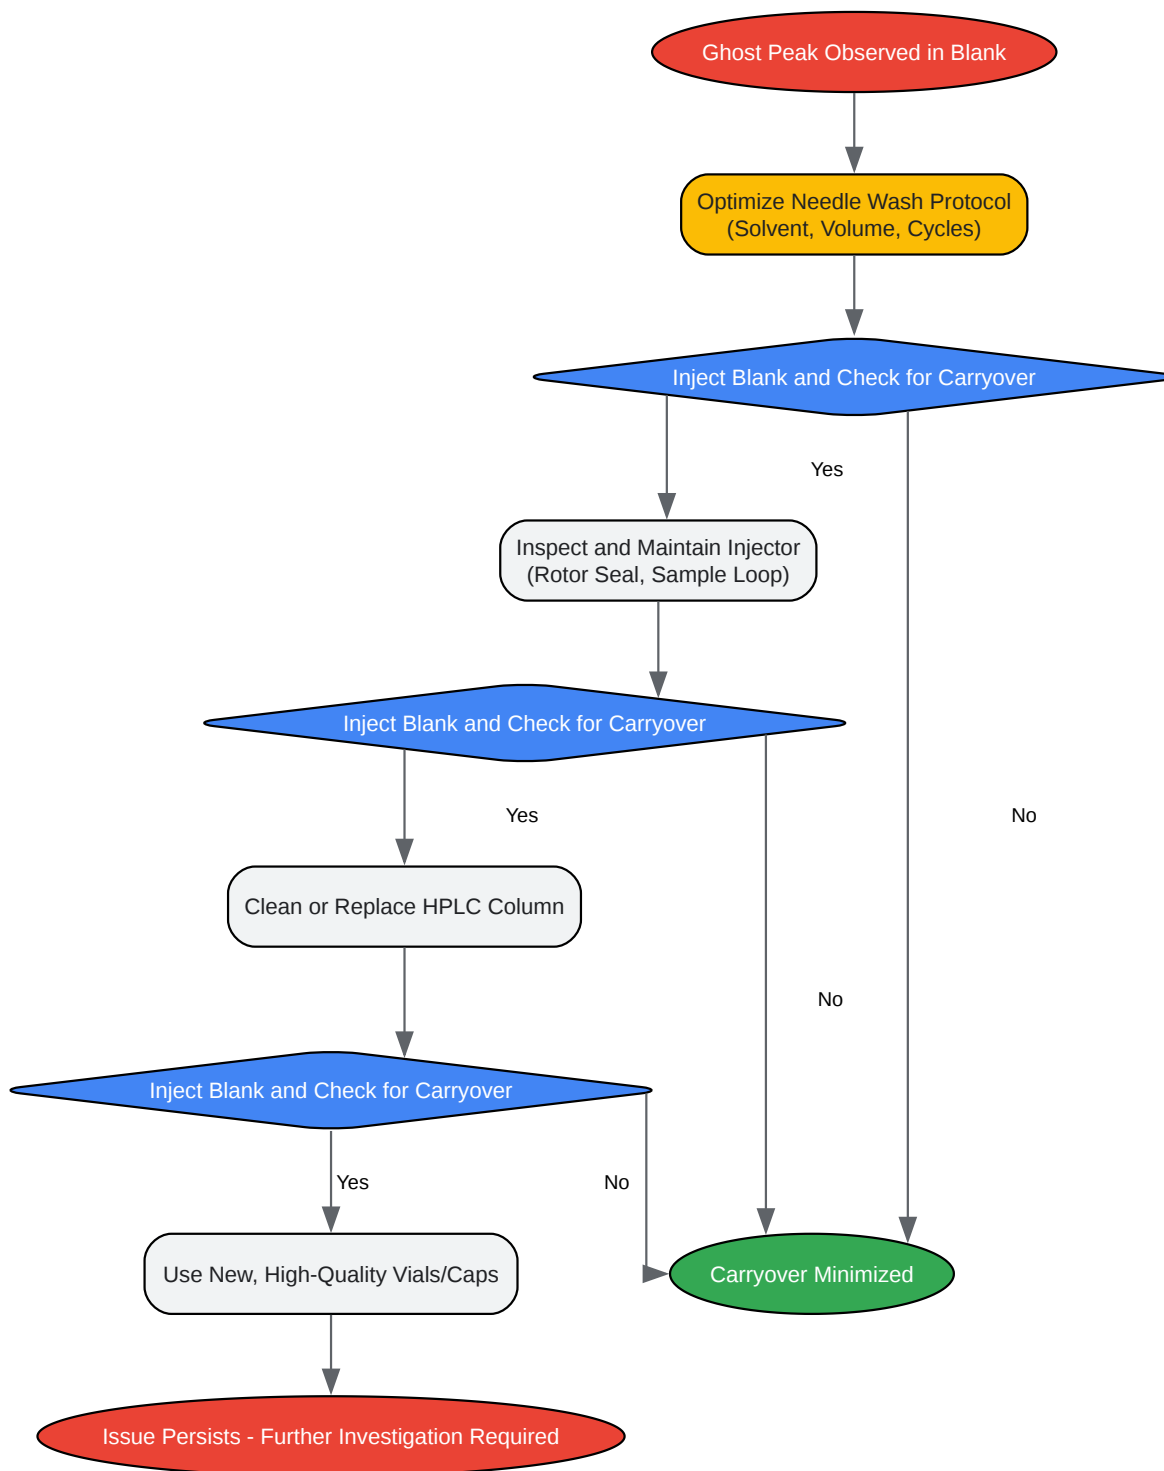 Ghost Peak Observed in Blank
Optimize Needle Wash Protocol
(Solvent, Volume, Cycles)
Inject Blank and Check for Carryover
Yes
Inspect and Maintain Injector
(Rotor Seal, Sample Loop)
Inject Blank and Check for Carryover
Yes
No
Clean or Replace HPLC Column
No
Inject Blank and Check for Carryover
Yes
No
Use New, High-Quality Vials/Caps
Carryover Minimized
Issue Persists - Further Investigation Required